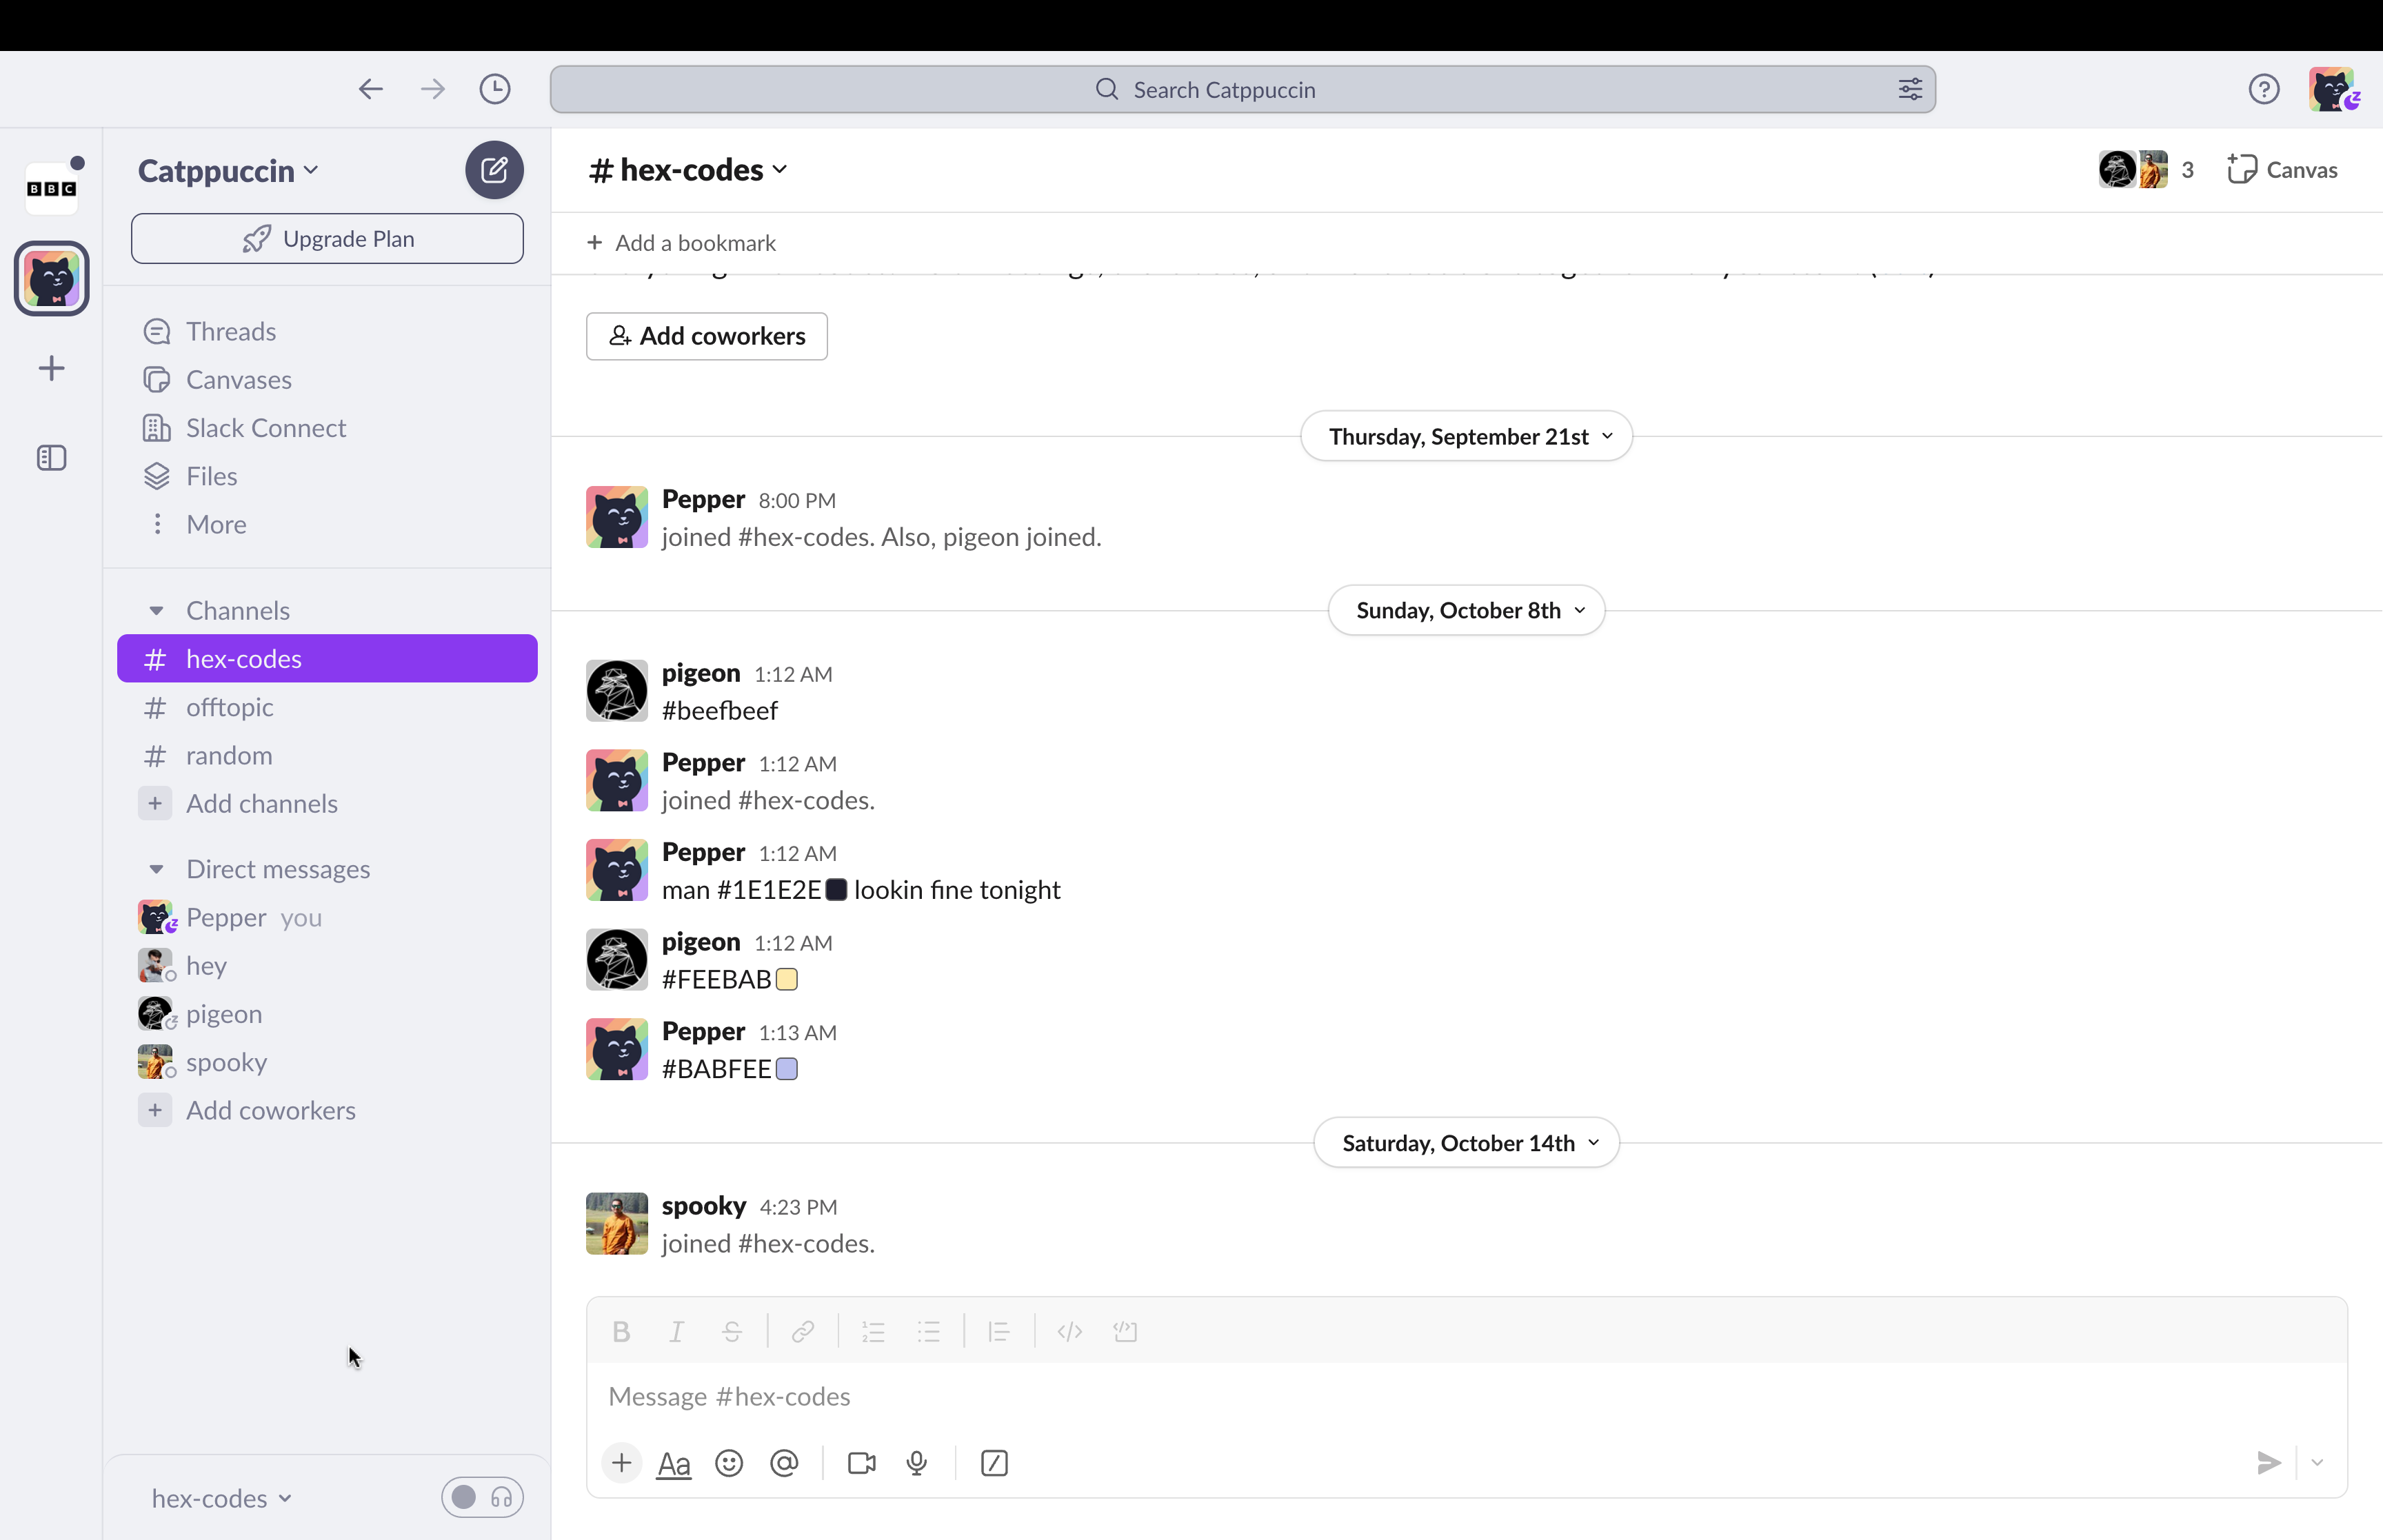 Search Catppuccin
BBC
Catppuccin
Upgrade Plan
Threads
Canvases
Slack Connect
Files
More
Channels
# hex-codes
# offtopic
# random
+ Add channels
Direct messages
Pepper you
hey
pigeon
spooky
+ Add coworkers
hex-codes
# hex-codes
3
Canvas
+ Add a bookmark
Add coworkers
Thursday, September 21st
Pepper 8:00 PM
joined #hex-codes. Also, pigeon joined.
Sunday, October 8th
pigeon 1:12 AM
#beefbeef
Pepper 1:12 AM
joined #hex-codes.
Pepper 1:12 AM
man #1E1E2E lookin fine tonight
pigeon 1:12 AM
#FEEBAB
Pepper 1:13 AM
#BABFEE
Saturday, October 14th
spooky 4:23 PM
joined #hex-codes.
B I S
Message #hex-codes
+ Aa @